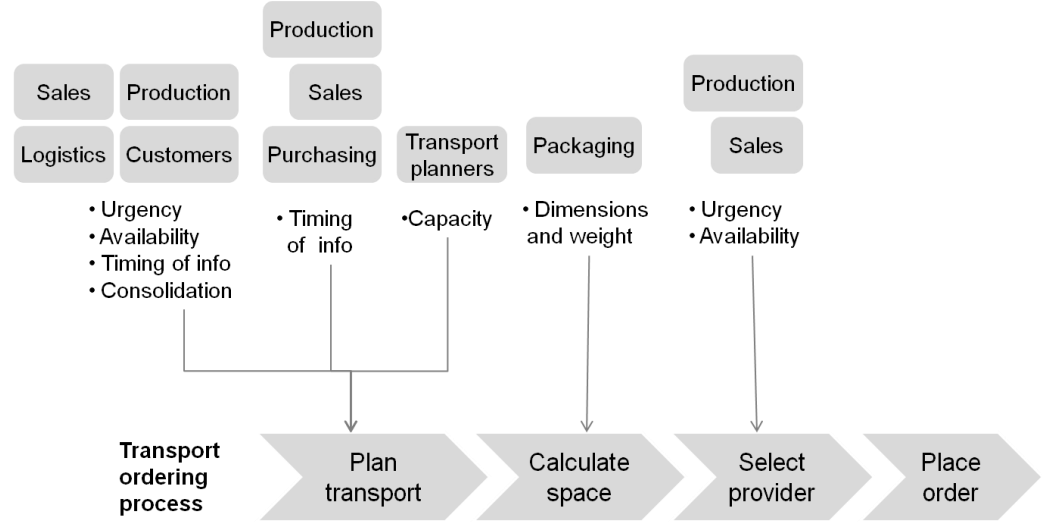 Sales
Production
Logistics
Customers
• Urgency
• Availability
• Timing of info
• Consolidation
Production
Sales
Purchasing
• Timing
of info
Transport
planners
• Capacity
Packaging
• Dimensions
and weight
Production
Sales
• Urgency
• Availability
Transport
ordering
process
Plan
transport
Calculate
space
Select
provider
Place
order